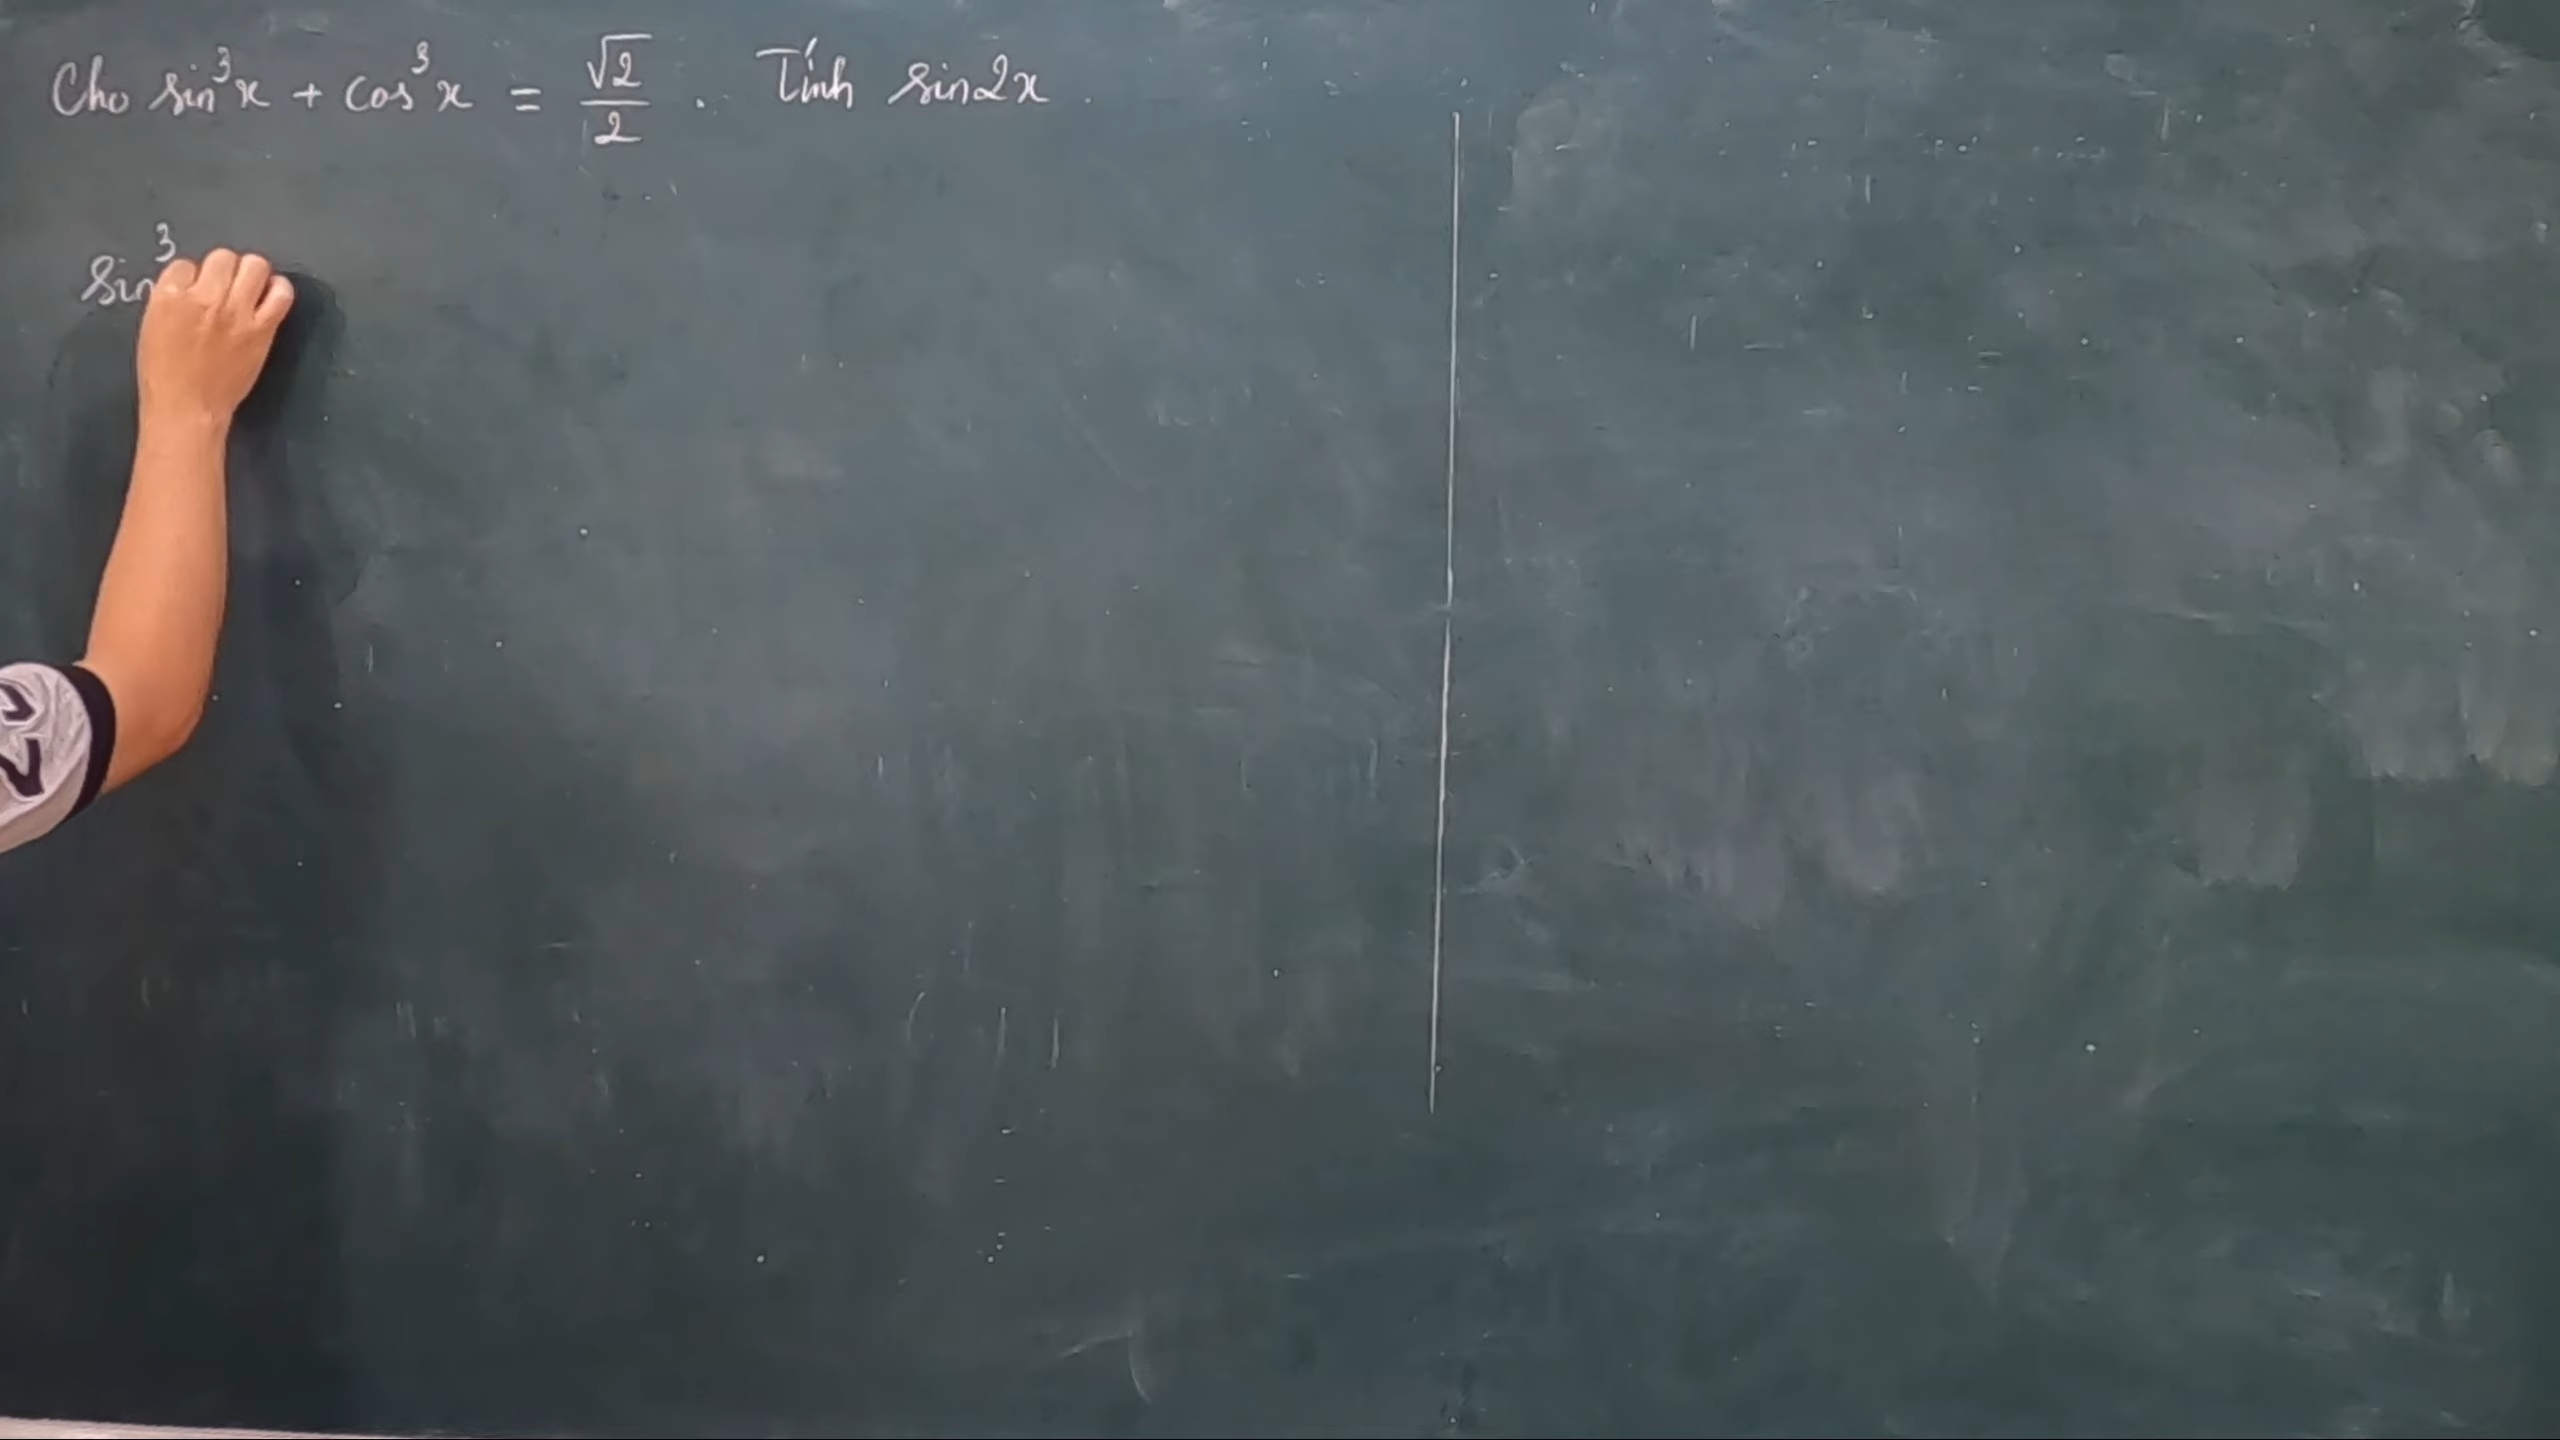 Cho sin³x + cos³x = √2/2 . Tính sin2x .
sin³